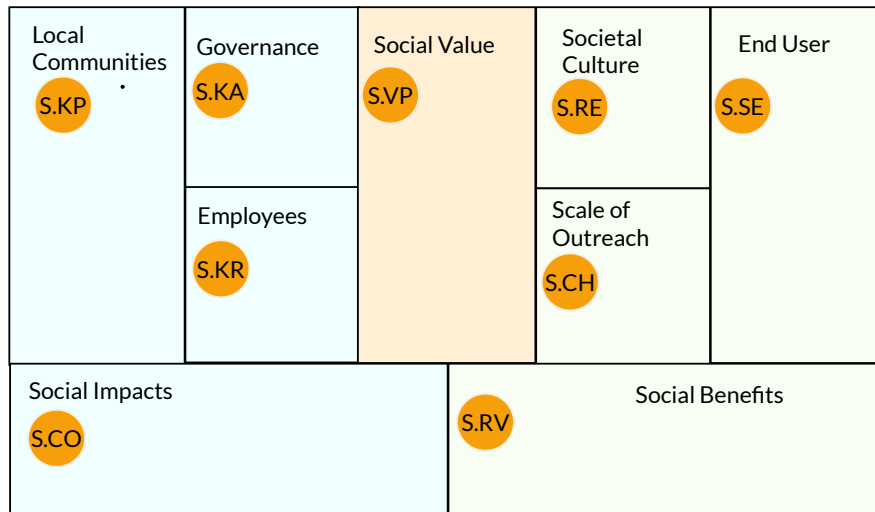 Local
Communities
S.KP
Governance
S.KA
Employees
S.KR
Social Value
S.VP
Societal
Culture
S.RE
Scale of
Outreach
S.CH
End User
S.SE
Social Impacts
S.CO
Social Benefits
S.RV